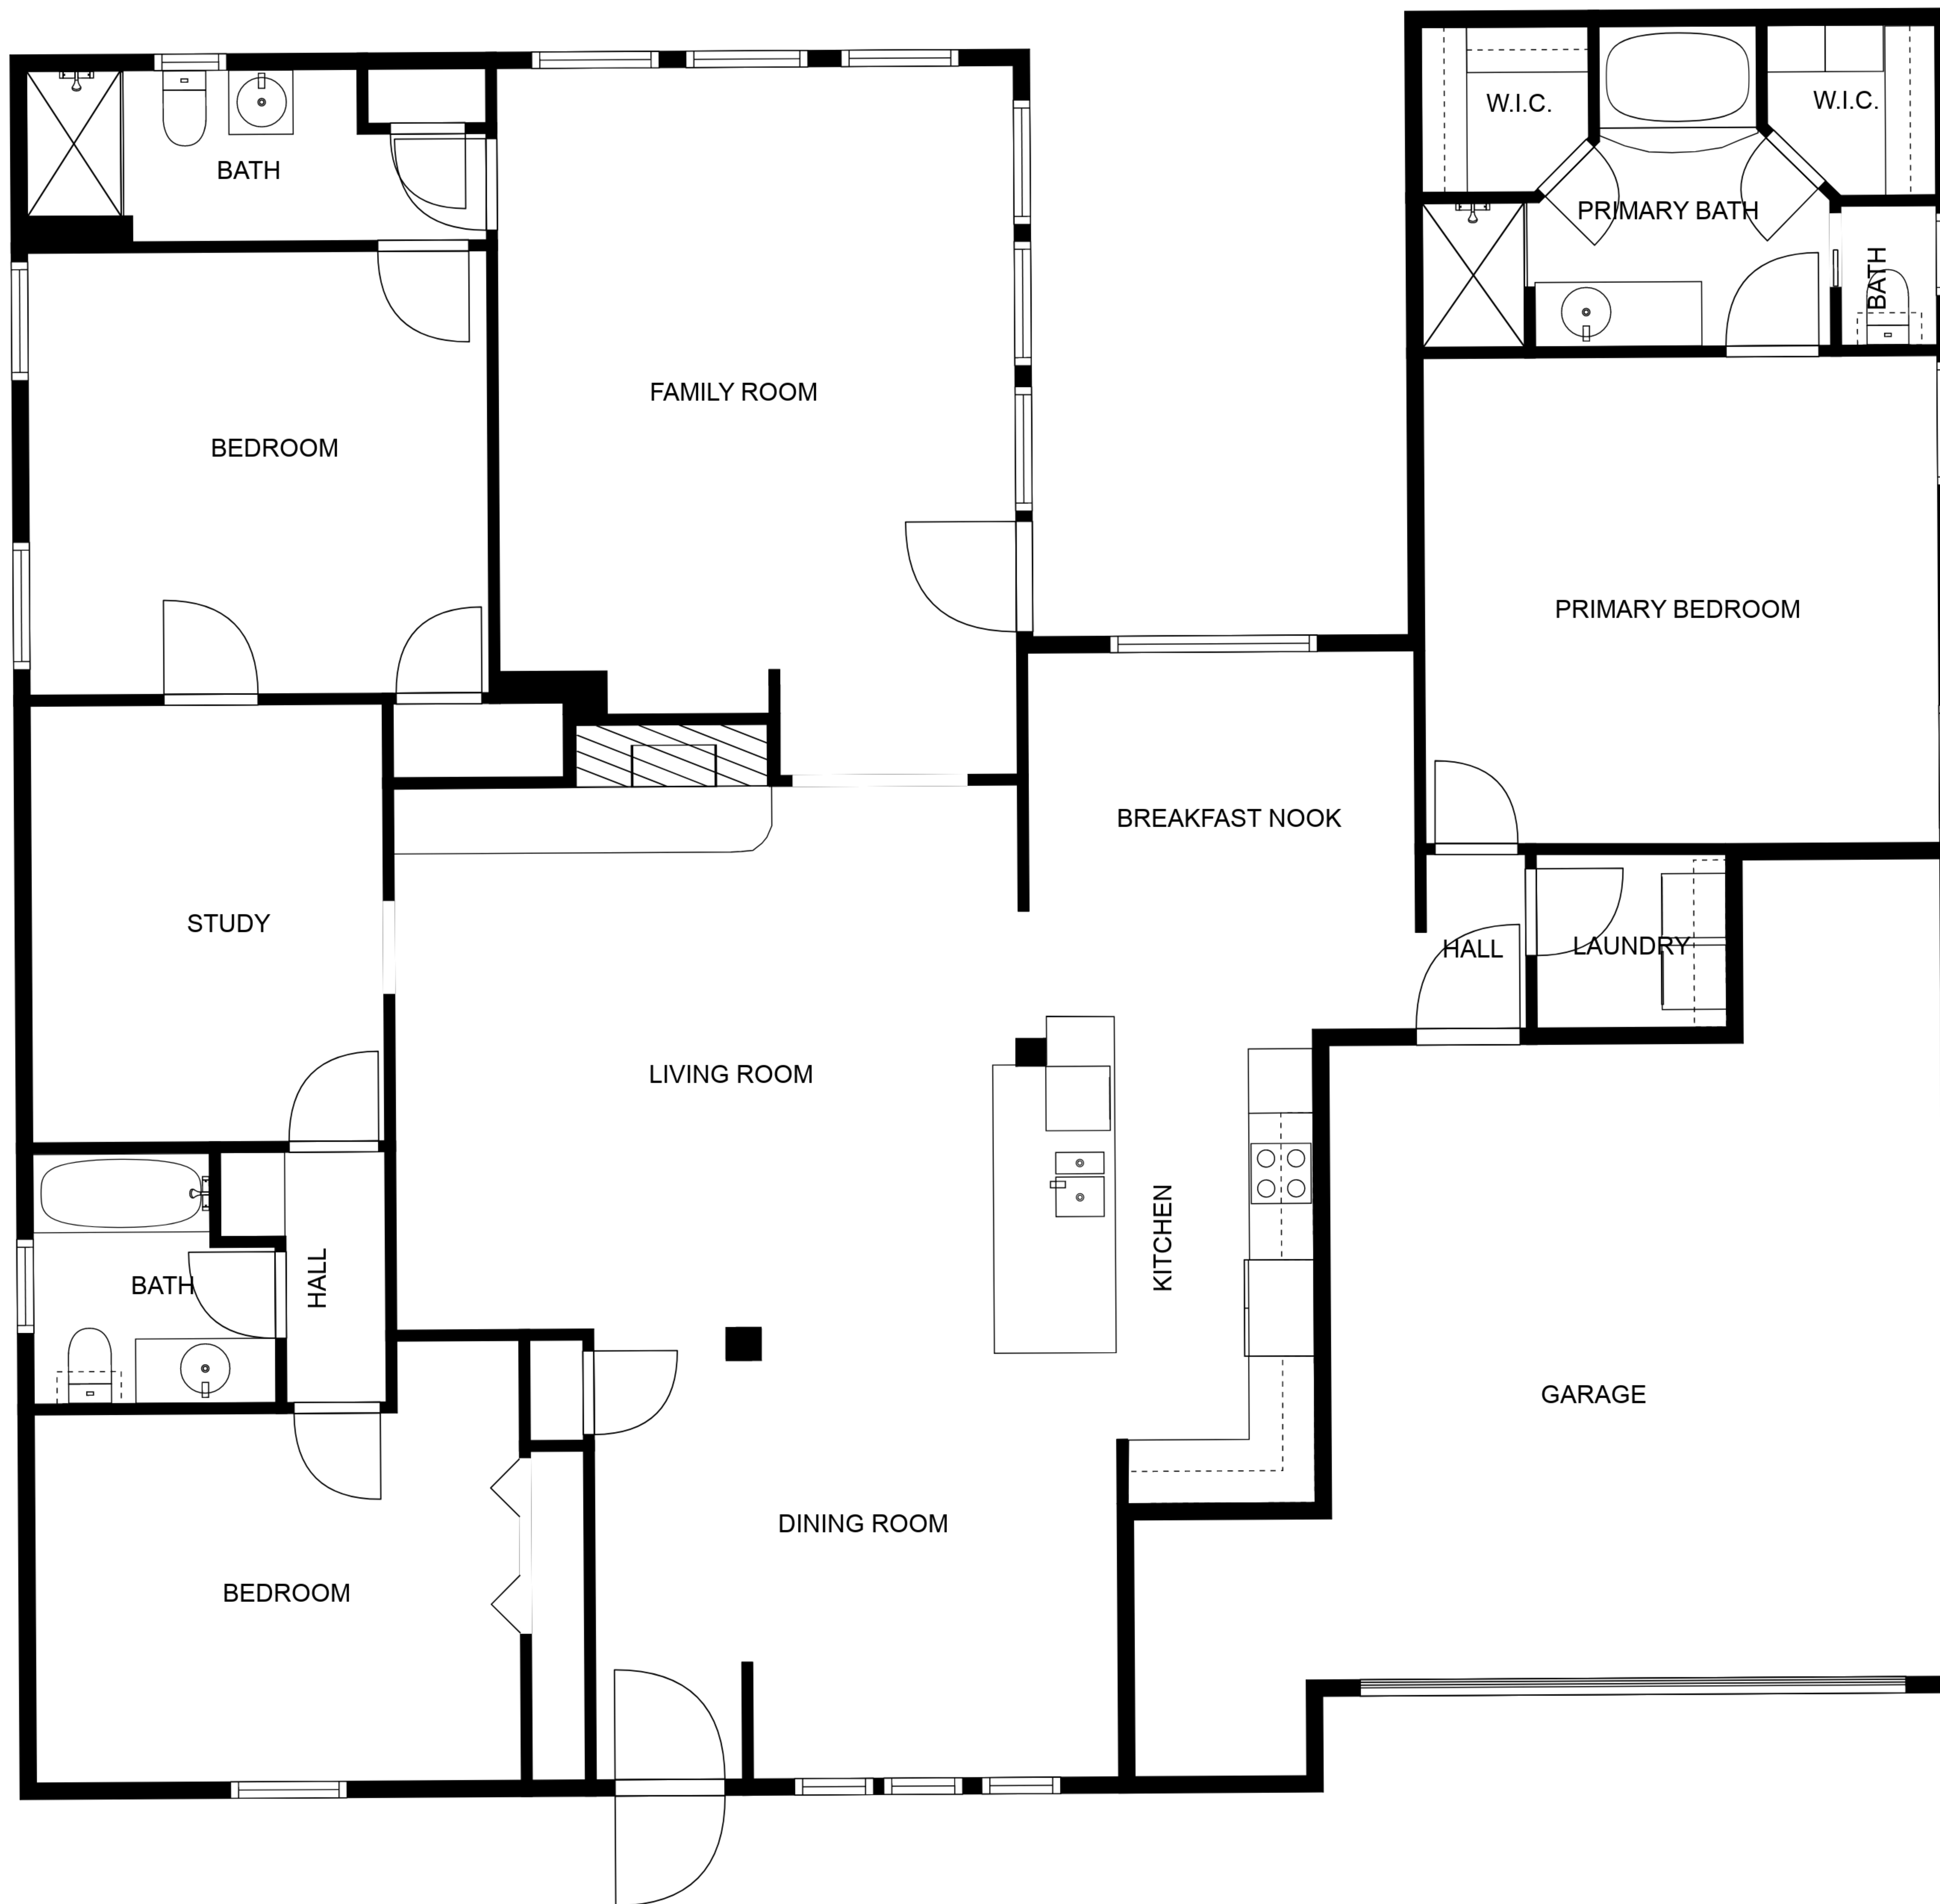 W.I.C.
W.I.C.
BATH
PRIMARY BATH
BATH
FAMILY ROOM
BEDROOM
PRIMARY BEDROOM
BREAKFAST NOOK
STUDY
HALL
LAUNDRY
LIVING ROOM
KITCHEN
HALL
BATH
GARAGE
DINING ROOM
BEDROOM